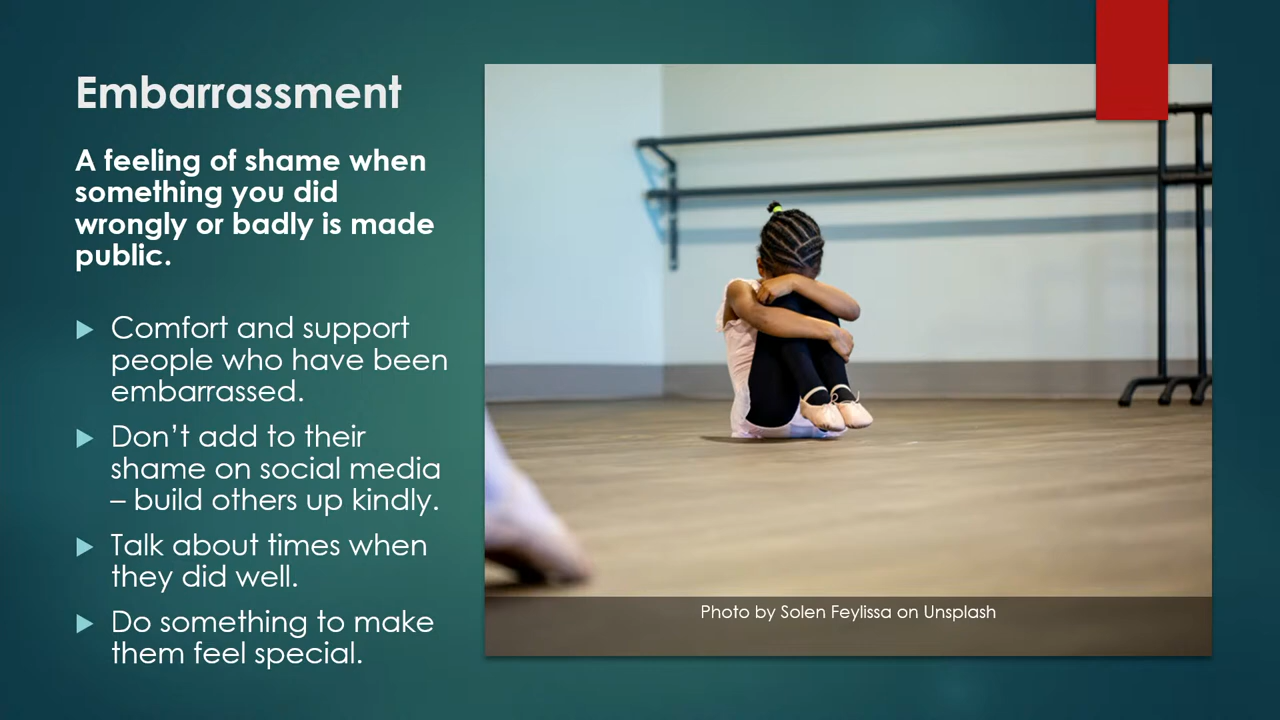 Embarrassment
A feeling of shame when
something you did
wrongly or badly is made
public.
Comfort and support
people who have been
embarrassed.
Don’t add to their
shame on social media
– build others up kindly.
Talk about times when
they did well.
Do something to make
them feel special.
Photo by Solen Feylissa on Unsplash